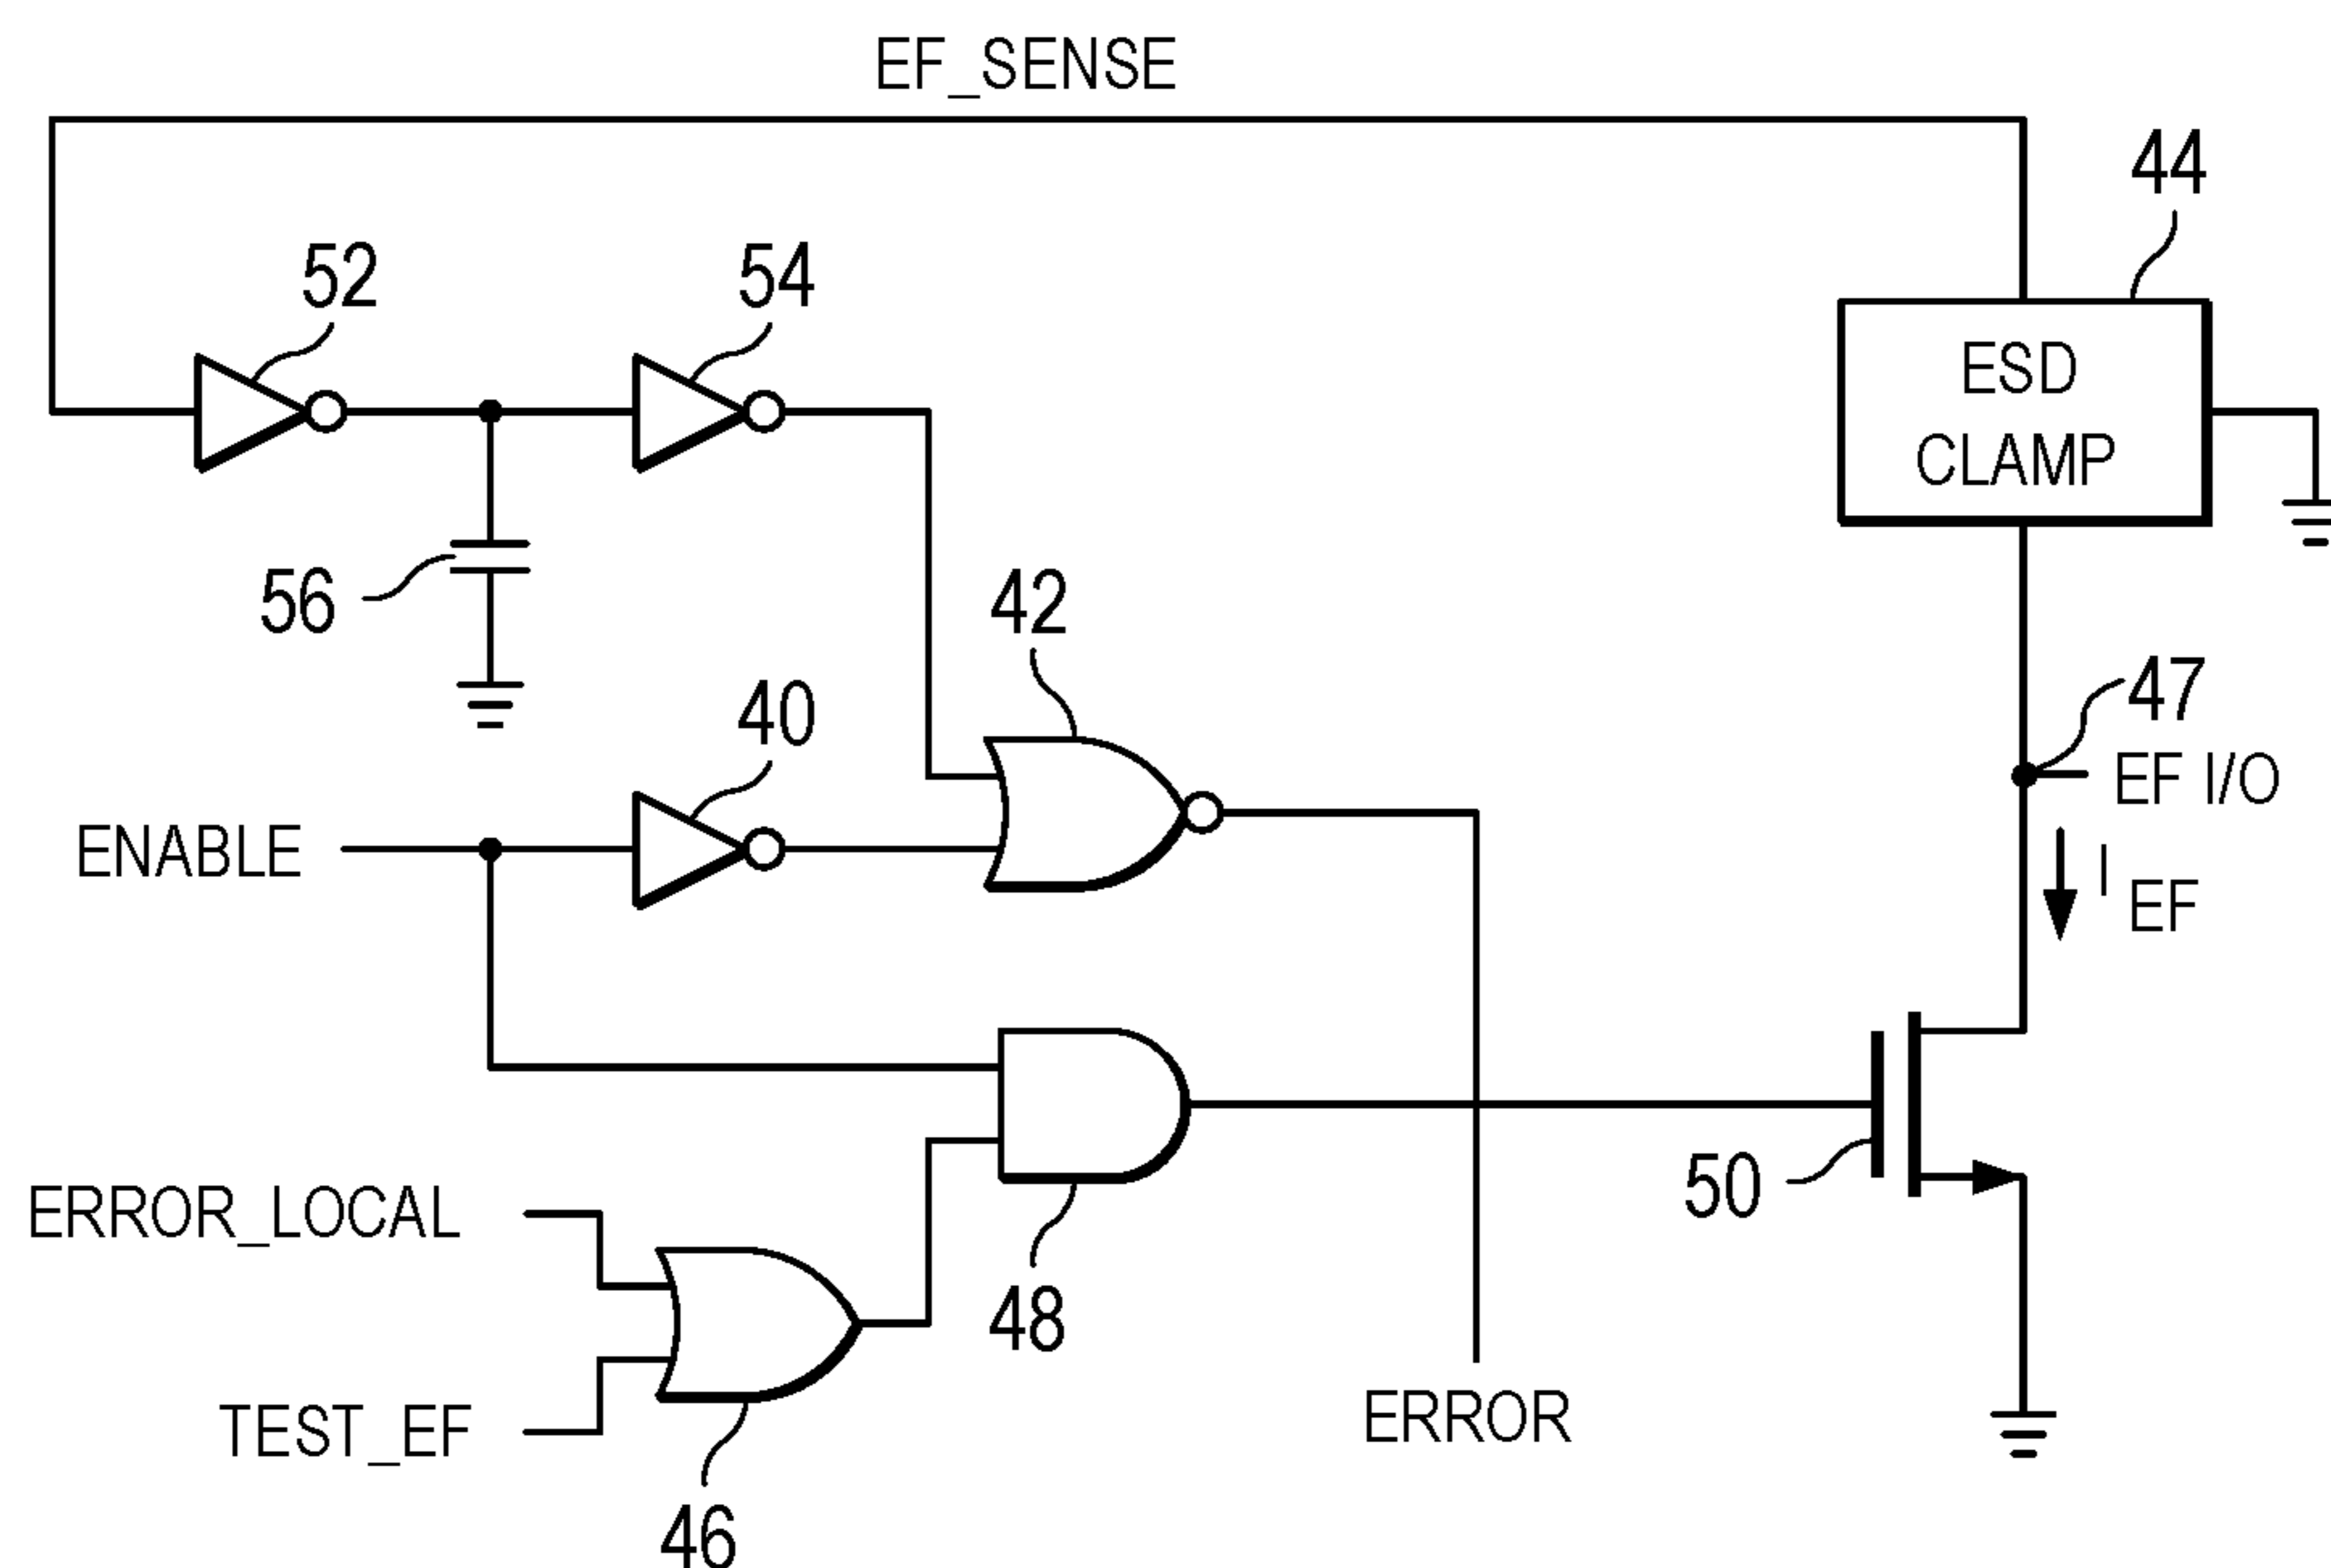 EF_SENSE
44
52
54
ESD
CLAMP
56
42
40
47
EF I/O
ENABLE
I EF
50
ERROR_LOCAL
48
TEST_EF
ERROR
46